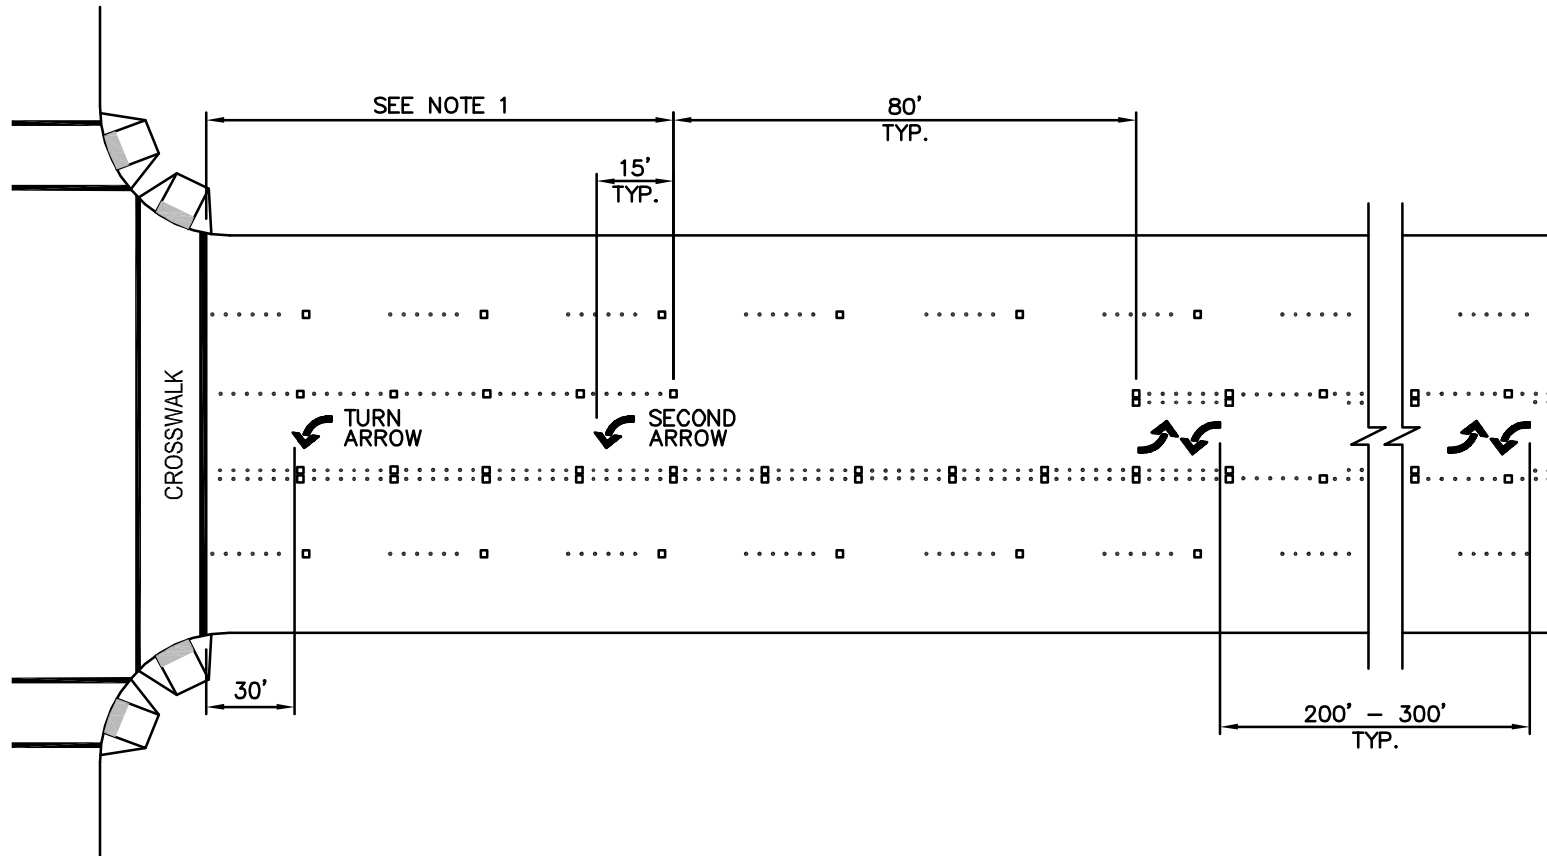 SEE NOTE 1
80'
TYP.
15'
TYP.
CROSSWALK
TURN
ARROW
SECOND
ARROW
30'
200' – 300'
TYP.